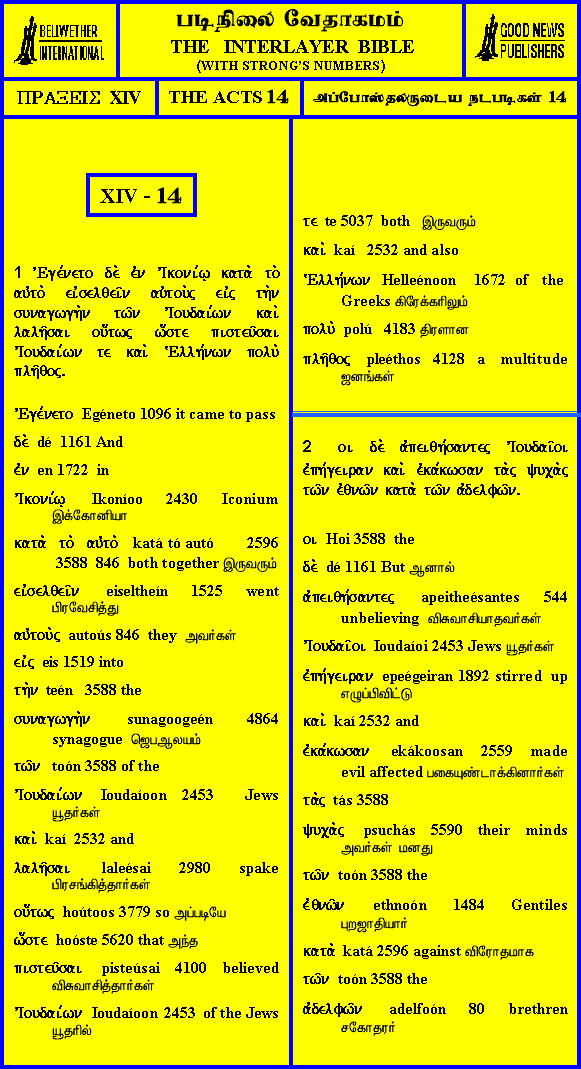 BELIWETHER
INTERNATIONAL
படிநிலை வேதாகமம்
THE INTERLAYER BIBLE
(WITH STRONG'S NUMBERS)
GOOD NEWS
PUBLISHERS
ΠΡΑΞΕΙΣ XIV
THE ACTS 14
அப்போஸ்தலருடைய நடபடிகள் 14
XIV - 14
1 Ἐγένετο δὲ ἐν Ἰκονίῳ κατὰ τὸ
αὐτὸ εἰσελθεῖν αὐτοὺς εἰς τὴν
συναγωγὴν τῶν Ἰουδαίων καὶ
λαλῆσαι οὕτως ὥστε πιστεῦσαι
Ἰουδαίων τε καὶ Ἑλλήνων πολὺ
πλῆθος.
Ἐγένετο Egéneto 1096 it came to pass
δὲ dé 1161 And
ἐν en 1722 in
Ἰκονίῳ Ikoníoo 2430 Iconium
இக்கோனியா
κατὰ τὸ αὐτὸ katá tó autó 2596
3588 846 both together இருவரும்
εἰσελθεῖν eiseltheín 1525 went
பிரவேசித்து
αὐτοὺς autoús 846 they அவர்கள்
εἰς eis 1519 into
τὴν teén 3588 the
συναγωγὴν sunagoogeén 4864
synagogue ஜெபஆலயம்
τῶν toón 3588 of the
Ἰουδαίων Ioudaíoon 2453 Jews
யூதர்கள்
καὶ kaí 2532 and
λαλῆσαι laleésai 2980 spake
பிரசங்கித்தார்கள்
οὕτως hoútoos 3779 so அப்படியே
ὥστε hoóste 5620 that அந்த
πιστεῦσαι pisteúsai 4100 believed
விசுவாசித்தார்கள்
Ἰουδαίων Ioudaíoon 2453 of the Jews
யூதரில்
τε te 5037 both இருவரும்
καὶ kaí 2532 and also
Ἑλλήνων Helleénoon 1672 of the
Greeks கிரேக்கரிலும்
πολὺ polú 4183 திரளான
πλῆθος pleéthos 4128 a multitude
ஜனங்கள்
2 οι δὲ ἀπειθήσαντες Ἰουδαῖοι
ἐπήγειραν καὶ ἐκάκωσαν τὰς ψυχὰς
τῶν ἐθνῶν κατὰ τῶν ἀδελφῶν.
οι Hoi 3588 the
δὲ dé 1161 But ஆனால்
ἀπειθήσαντες apeitheésantes 544
unbelieving விசுவாசியாதவர்கள்
Ἰουδαῖοι Ioudaíoi 2453 Jews யூதர்கள்
ἐπήγειραν epeégeiran 1892 stirred up
எழுப்பிவிட்டு
καὶ kaí 2532 and
ἐκάκωσαν ekákoosan 2559 made
evil affected பகையுண்டாக்கினார்கள்
τὰς tás 3588
ψυχὰς psuchás 5590 their minds
அவர்கள் மனது
τῶν toón 3588 the
ἐθνῶν ethnoón 1484 Gentiles
புறஜாதியார்
κατὰ katá 2596 against விரோதமாக
τῶν toón 3588 the
ἀδελφῶν adelfoón 80 brethren
சகோதரர்